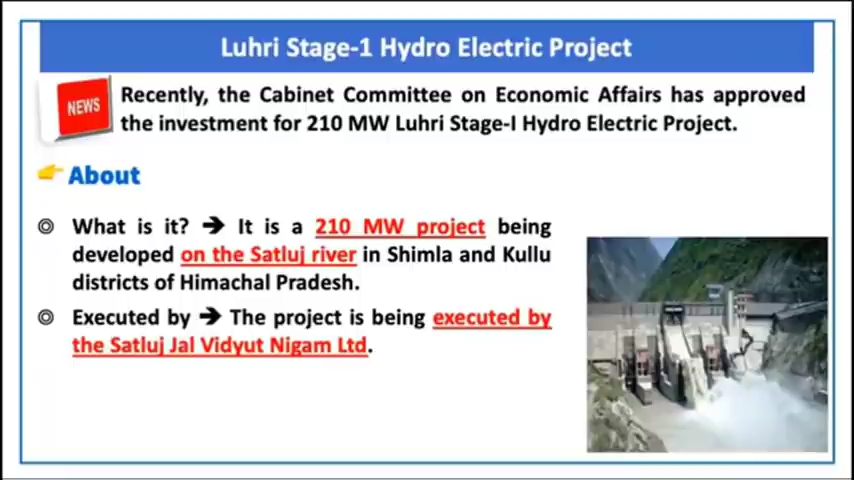 Luhri Stage-1 Hydro Electric Project
NEWS
Recently, the Cabinet Committee on Economic Affairs has approved
the investment for 210 MW Luhri Stage-I Hydro Electric Project.
About
What is it? ➔ It is a 210 MW project being
developed on the Satluj river in Shimla and Kullu
districts of Himachal Pradesh.
Executed by ➔ The project is being executed by
the Satluj Jal Vidyut Nigam Ltd.